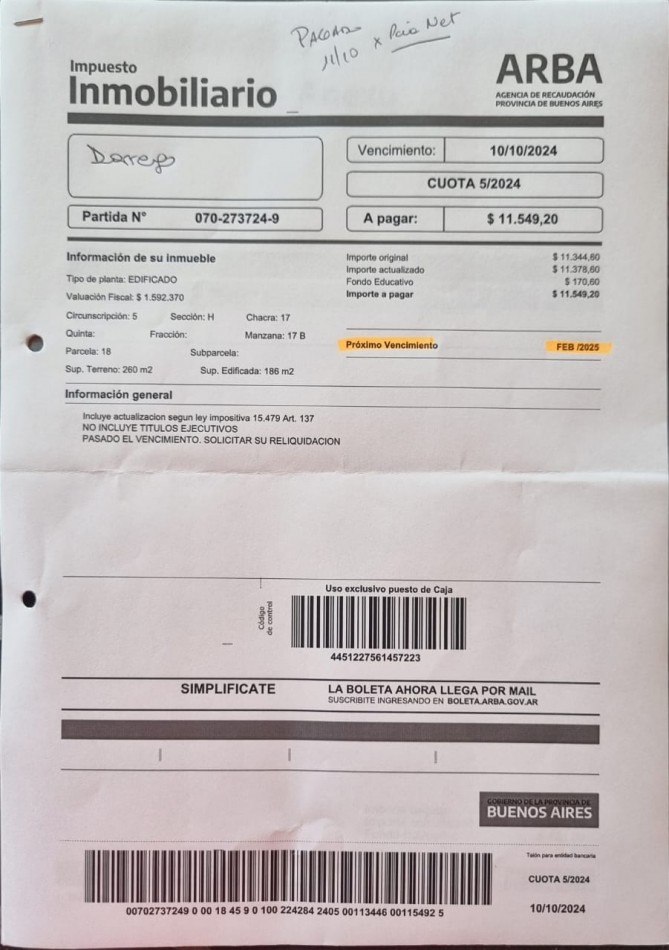 PAGADO
11/10 x Pcia Net
Impuesto
Inmobiliario
ARBA
AGENCIA DE RECAUDACIÓN
PROVINCIA DE BUENOS AIRES
Dorrego
Vencimiento: 10/10/2024
CUOTA 5/2024
Partida N° 070-273724-9
A pagar: $ 11.549,20
Información de su inmueble
Tipo de planta: EDIFICADO
Valuación Fiscal: $ 1.592.370
Circunscripción: 5 Sección: H Chacra: 17
Quinta: Fracción: Manzana: 17 B
Parcela: 18 Subparcela:
Sup. Terreno: 260 m2 Sup. Edificada: 186 m2
Importe original $ 11.344,60
Importe actualizado $ 11.378,60
Fondo Educativo $ 170,60
Importe a pagar $ 11.549,20
Próximo Vencimiento FEB /2025
Información general
Incluye actualizacion segun ley impositiva 15.479 Art. 137
NO INCLUYE TITULOS EJECUTIVOS
PASADO EL VENCIMIENTO. SOLICITAR SU RELIQUIDACION
Uso exclusivo puesto de Caja
Código
de control
4451227561457223
SIMPLIFICATE
LA BOLETA AHORA LLEGA POR MAIL
SUSCRIBITE INGRESANDO EN BOLETA.ARBA.GOV.AR
GOBIERNO DE LA PROVINCIA DE
BUENOS AIRES
Talón para entidad bancaria
CUOTA 5/2024
10/10/2024
00702737249 0 00 18 45 9 0 100 224284 2405 00113446 00115492 5